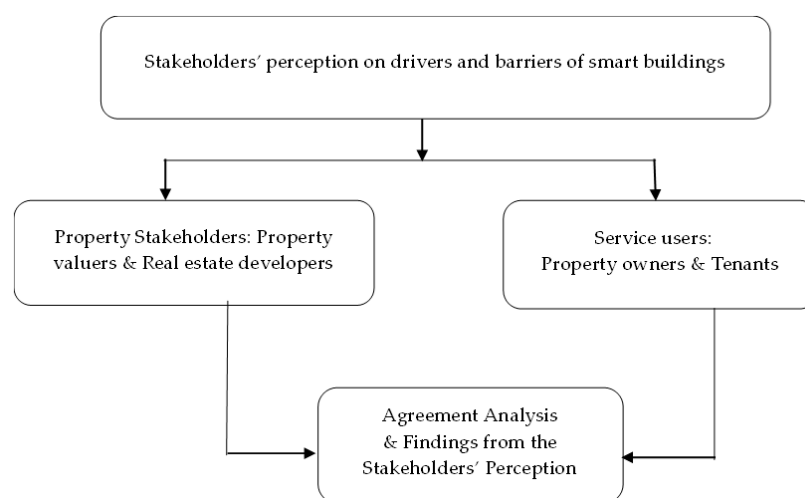 Stakeholders’ perception on drivers and barriers of smart buildings
Property Stakeholders: Property
valuers & Real estate developers
Service users:
Property owners & Tenants
Agreement Analysis
& Findings from the
Stakeholders’ Perception